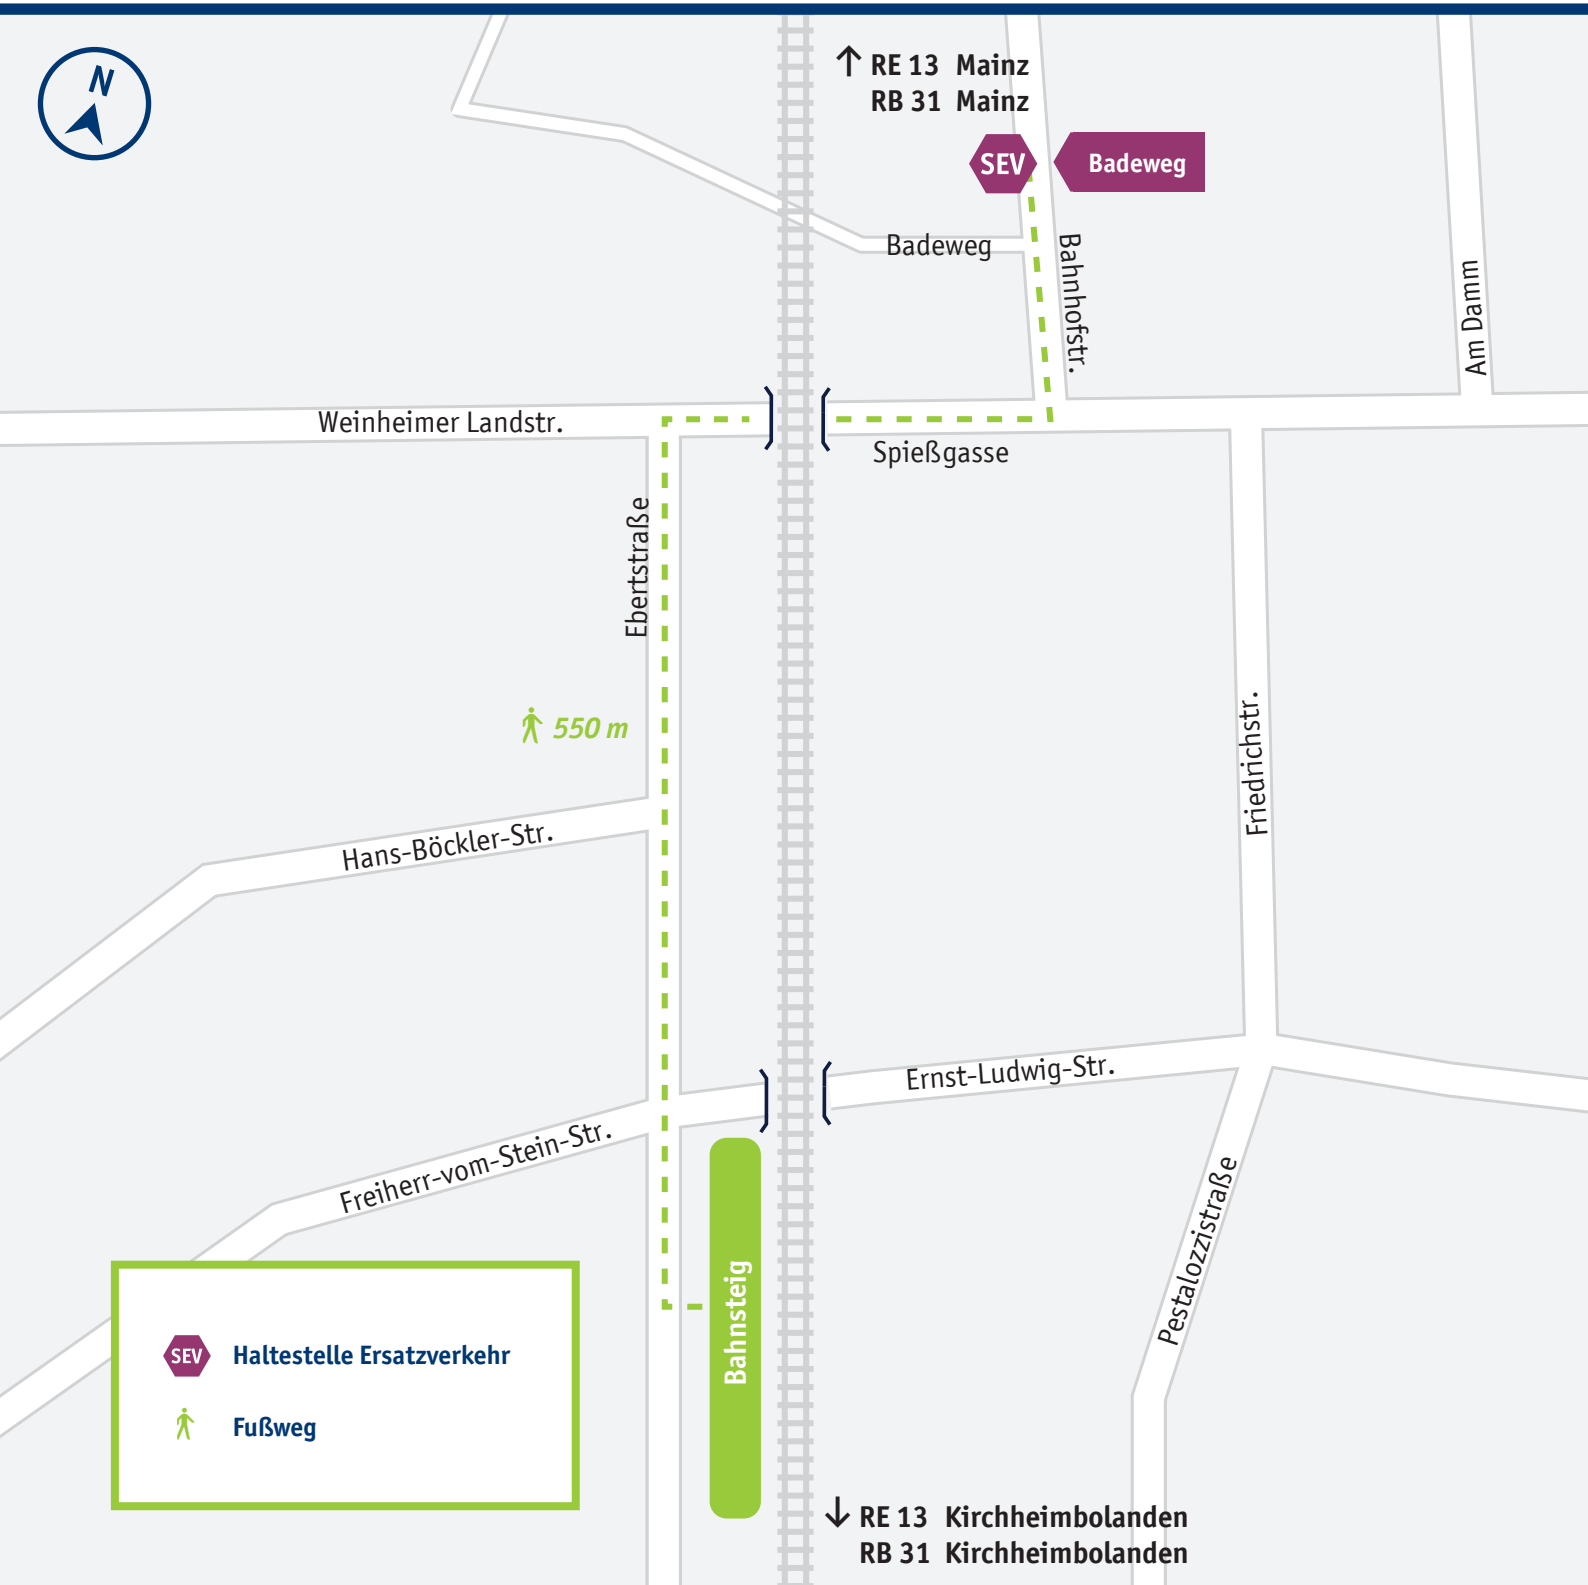 N
↑ RE 13 Mainz
RB 31 Mainz
SEV
Badeweg
Badeweg
Bahnhofstr.
Am Damm
Weinheimer Landstr.
Spießgasse
Ebertstraße
550 m
Friedrichstr.
Hans-Böckler-Str.
Ernst-Ludwig-Str.
Freiherr-vom-Stein-Str.
Pestalozzistraße
Bahnsteig
SEV Haltestelle Ersatzverkehr
Fußweg
↓ RE 13 Kirchheimbolanden
RB 31 Kirchheimbolanden